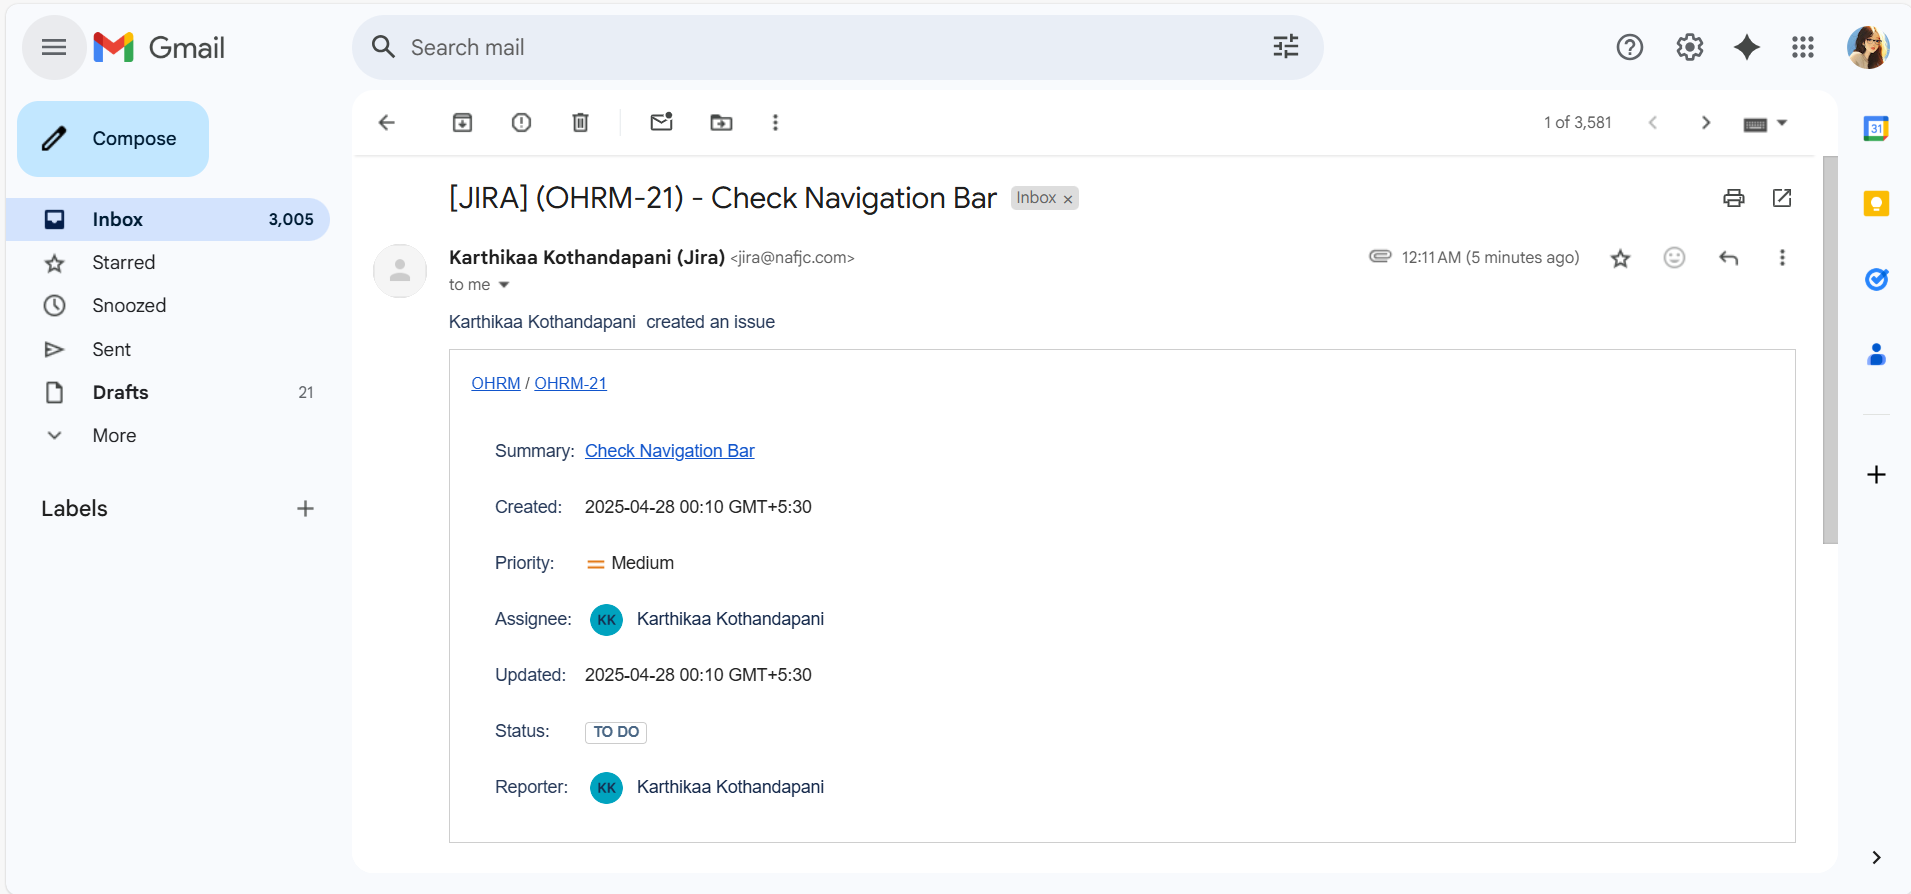 Gmail
Search mail
Compose
Inbox 3,005
Starred
Snoozed
Sent
Drafts 21
More
Labels
1 of 3,581
[JIRA] (OHRM-21) - Check Navigation Bar Inbox x
Karthikaa Kothandapani (Jira) <jira@nafjc.com> 12:11 AM (5 minutes ago)
to me
Karthikaa Kothandapani created an issue
OHRM / OHRM-21
Summary: Check Navigation Bar
Created: 2025-04-28 00:10 GMT+5:30
Priority: Medium
Assignee: KK Karthikaa Kothandapani
Updated: 2025-04-28 00:10 GMT+5:30
Status: TO DO
Reporter: KK Karthikaa Kothandapani
31